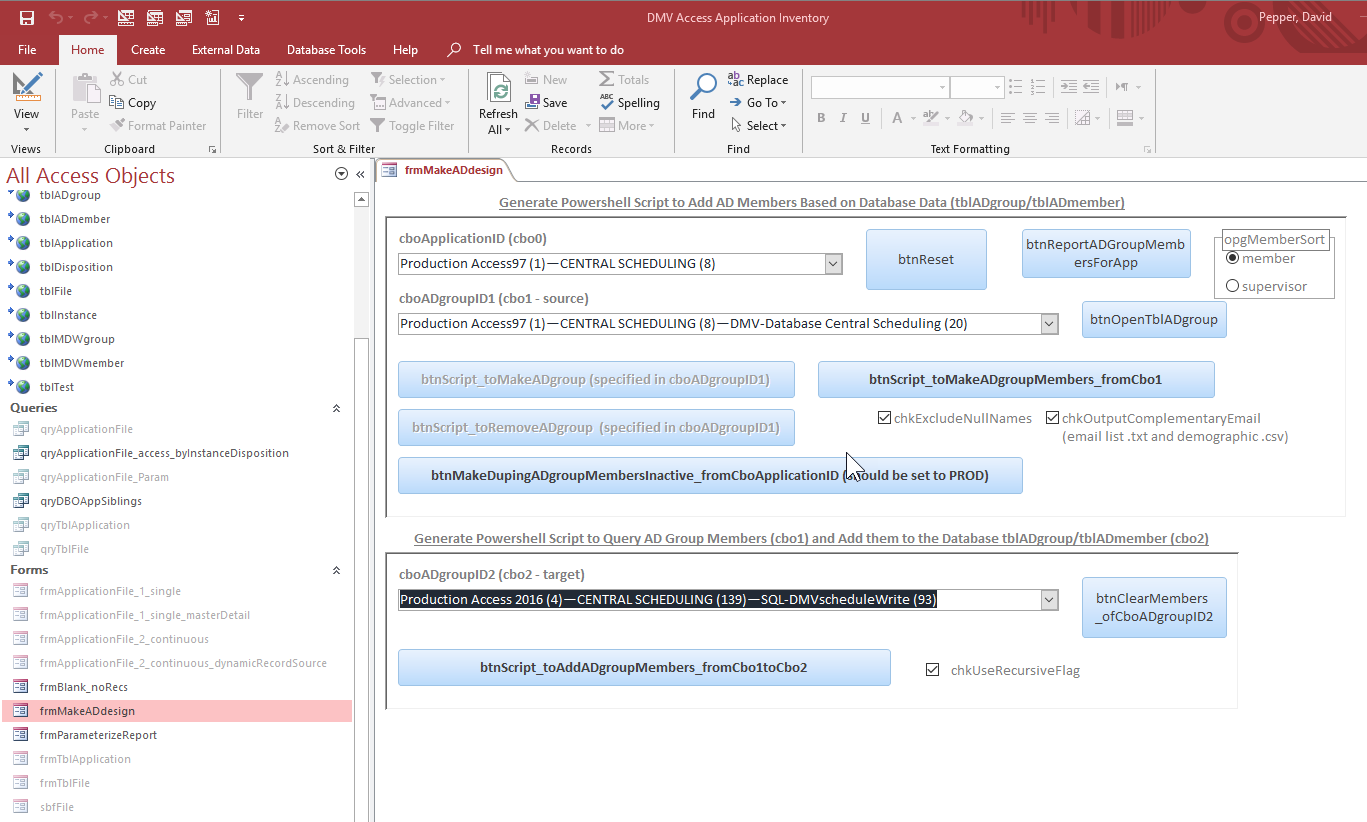 DMV Access Application Inventory
Pepper, David
File
Home
Create
External Data
Database Tools
Help
Tell me what you want to do
View
Views
Paste
Cut
Copy
Format Painter
Clipboard
Filter
Ascending
Descending
Remove Sort
Selection
Advanced
Toggle Filter
Sort & Filter
Refresh
All
New
Save
Delete
Totals
Spelling
More
Records
Find
Replace
Go To
Select
Find
B I U
A
Text Formatting
All Access Objects
tblADgroup
tblADmember
tblApplication
tblDisposition
tblFile
tblInstance
tblMDWgroup
tblMDWmember
tblTest
Queries
qryApplicationFile
qryApplicationFile_access_byInstanceDisposition
qryApplicationFile_Param
qryDBOAppSiblings
qryTblApplication
qryTblFile
Forms
frmApplicationFile_1_single
frmApplicationFile_1_single_masterDetail
frmApplicationFile_2_continuous
frmApplicationFile_2_continuous_dynamicRecordSource
frmBlank_noRecs
frmMakeADdesign
frmParameterizeReport
frmTblApplication
frmTblFile
sbfFile
frmMakeADdesign
Generate Powershell Script to Add AD Members Based on Database Data (tblADgroup/tblADmember)
cboApplicationID (cbo0)
Production Access97 (1)—CENTRAL SCHEDULING (8)
btnReset
btnReportADGroupMemb
ersForApp
opgMemberSort
member
supervisor
cboADgroupID1 (cbo1 - source)
Production Access97 (1)—CENTRAL SCHEDULING (8)—DMV-Database Central Scheduling (20)
btnOpenTblADgroup
btnScript_toMakeADgroup (specified in cboADgroupID1)
btnScript_toMakeADgroupMembers_fromCbo1
btnScript_toRemoveADgroup (specified in cboADgroupID1)
chkExcludeNullNames
chkOutputComplementaryEmail
(email list .txt and demographic .csv)
btnMakeDupingADgroupMembersInactive_fromCboApplicationID ( ould be set to PROD)
Generate Powershell Script to Query AD Group Members (cbo1) and Add them to the Database tblADgroup/tblADmember (cbo2)
cboADgroupID2 (cbo2 - target)
Production Access 2016 (4)—CENTRAL SCHEDULING (139)—SQL-DMVscheduleWrite (93)
btnClearMembers
_ofCboADgroupID2
btnScript_toAddADgroupMembers_fromCbo1toCbo2
chkUseRecursiveFlag